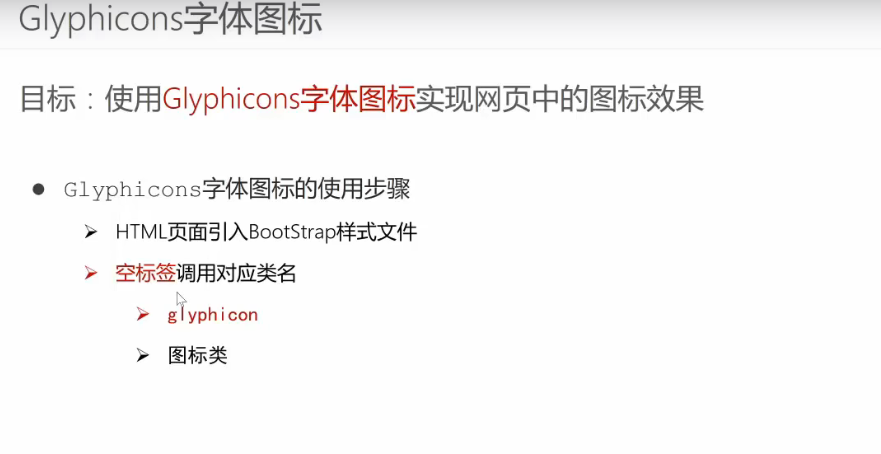 Glyphicons字体图标
目标：使用Glyphicons字体图标实现网页中的图标效果
Glyphicons字体图标的使用步骤
HTML页面引入BootStrap样式文件
空标签调用对应类名
glyphicon
图标类